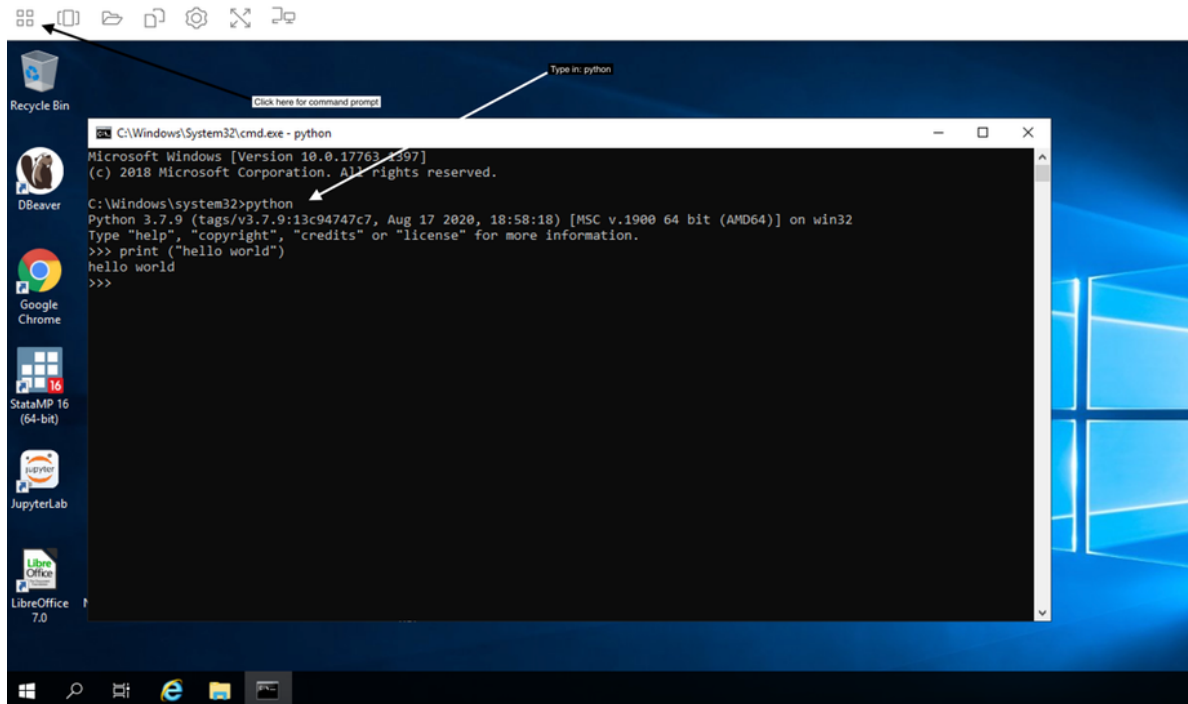 Type in: python
Recycle Bin
Click here for command prompt
C:\Windows\System32\cmd.exe - python
Microsoft Windows [Version 10.0.17763.1397]
(c) 2018 Microsoft Corporation. All rights reserved.
C:\Windows\system32>python
Python 3.7.9 (tags/v3.7.9:13c94747c7, Aug 17 2020, 18:58:18) [MSC v.1900 64 bit (AMD64)] on win32
Type "help", "copyright", "credits" or "license" for more information.
>>> print ("hello world")
hello world
>>>
DBeaver
Google
Chrome
16
StataMP 16
(64-bit)
jupyter
JupyterLab
Libre
Office
LibreOffice
7.0